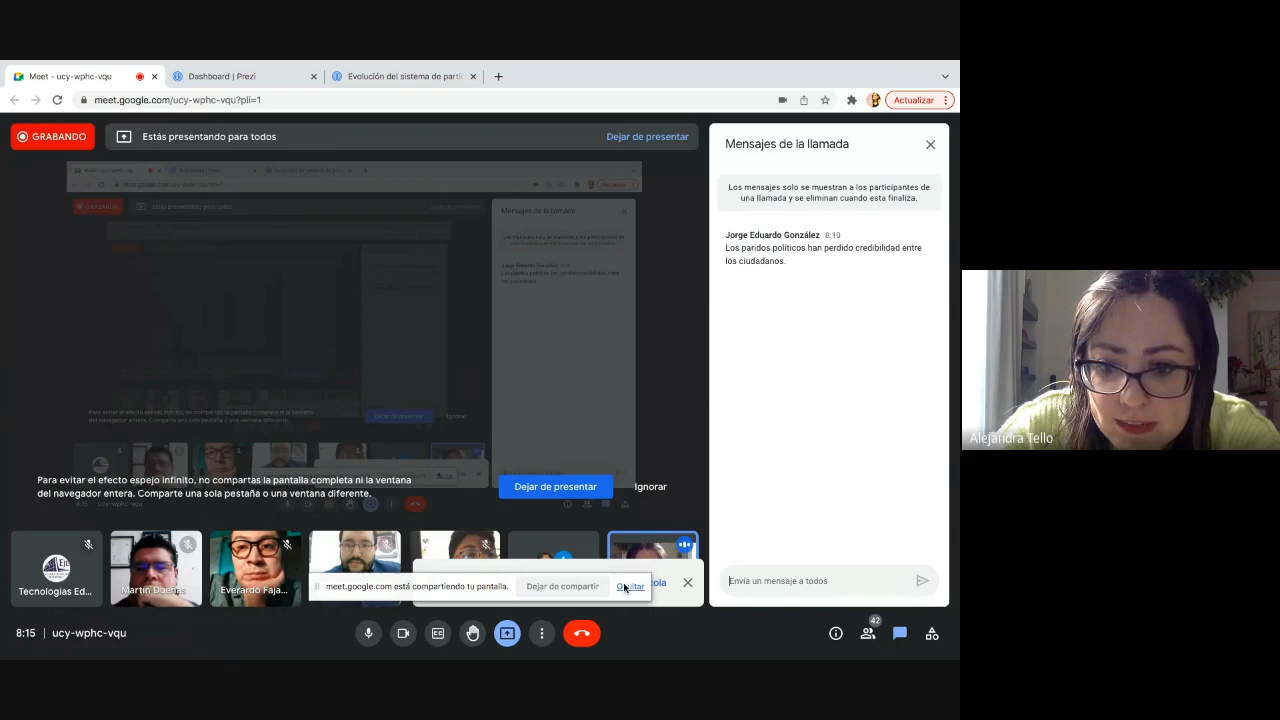 Meet - ucy-wphc-vqu
Dashboard | Prezi
Evolución del sistema de partic
meet.google.com/ucy-wphc-vqu?pli=1
Actualizar
GRABANDO
Estás presentando para todos
Dejar de presentar
Mensajes de la llamada
Los mensajes solo se muestran a los participantes de
una llamada y se eliminan cuando esta finaliza.
Jorge Eduardo González 8:10
Los paridos políticos han perdido credibilidad entre
los ciudadanos.
Para evitar el efecto espejo infinito, no compartas la pantalla completa ni la ventana
del navegador entera. Comparte una sola pestaña o una ventana diferente.
Dejar de presentar
Ignorar
Tecnologías Ed...
Martín Dueñas
Everardo Faja...
meet.google.com está compartiendo tu pantalla.
Dejar de compartir
Ocultar
Envía un mensaje a todos
8:15 | ucy-wphc-vqu
42
Alejandra Tello